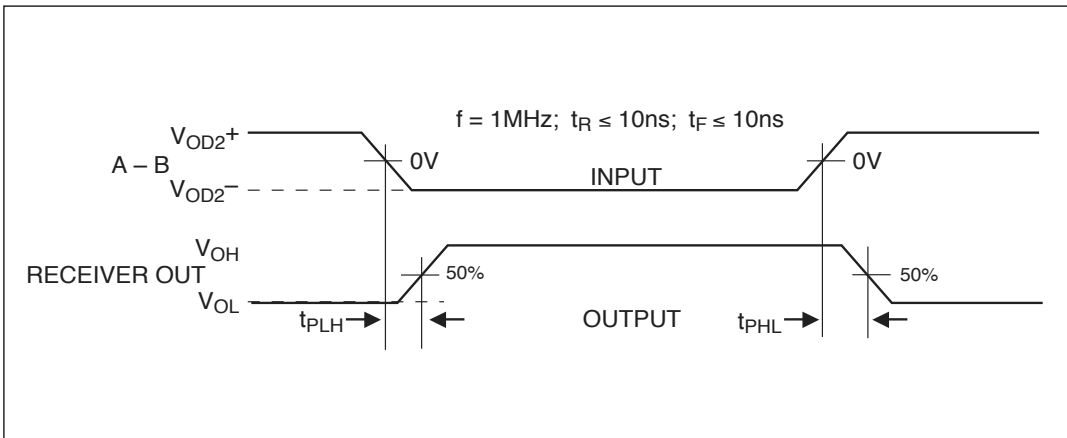 f = 1MHz; tR ≤ 10ns; tF ≤ 10ns
VOD2+
A – B
0V
0V
VOD2–
INPUT
VOH
RECEIVER OUT
50%
50%
VOL
tPLH
OUTPUT
tPHL